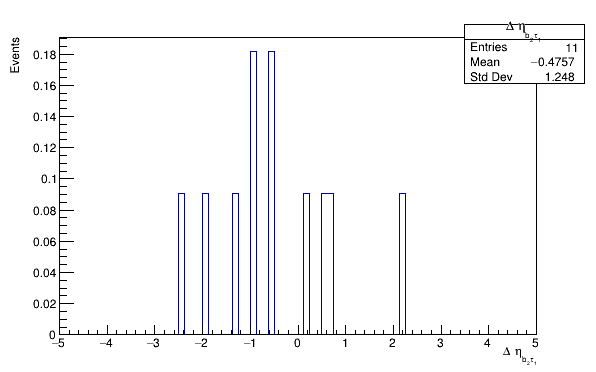 Δ η b₂τ₁
Entries 11
Mean −0.4757
Std Dev 1.248
Events
0.18
0.16
0.14
0.12
0.1
0.08
0.06
0.04
0.02
0
−5 −4 −3 −2 −1 0 1 2 3 4 5
Δ η b₂τ₁